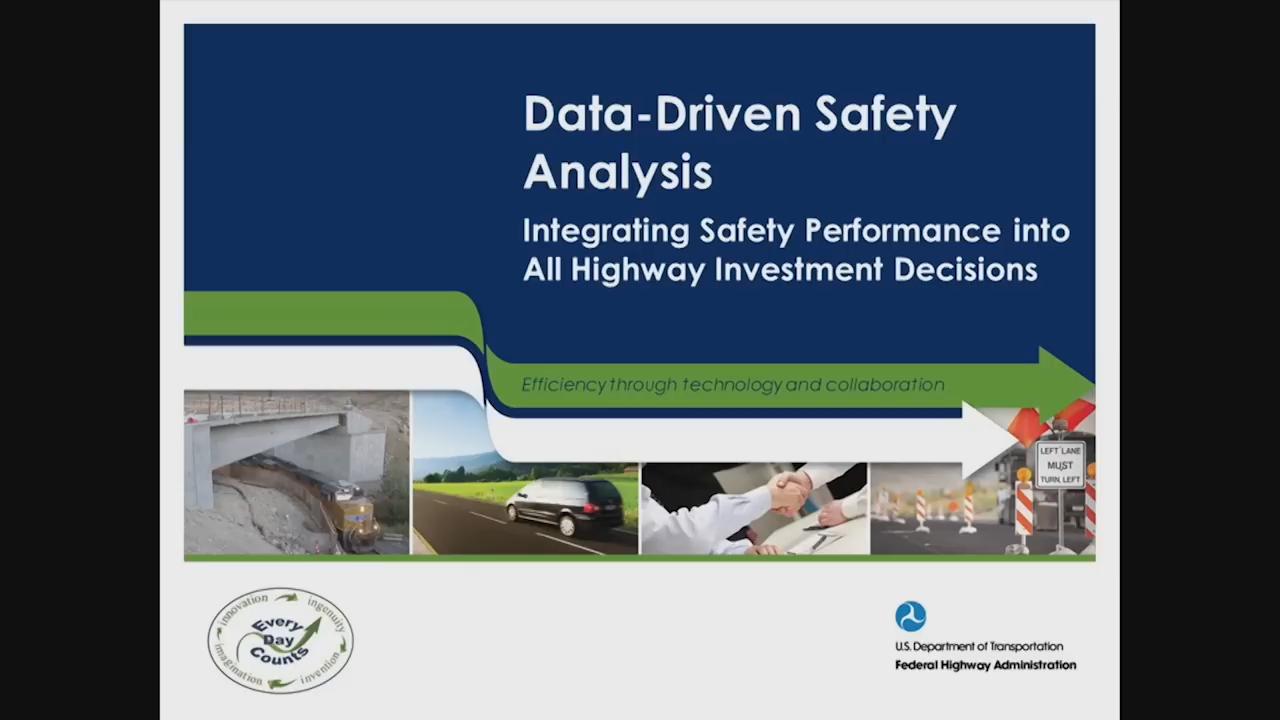 Data-Driven Safety
Analysis
Integrating Safety Performance into
All Highway Investment Decisions
Efficiency through technology and collaboration
LEFT LANE
MUST
TURN LEFT
innovation
ingenuity
Every
Day
Counts
imagination
invention
U.S. Department of Transportation
Federal Highway Administration